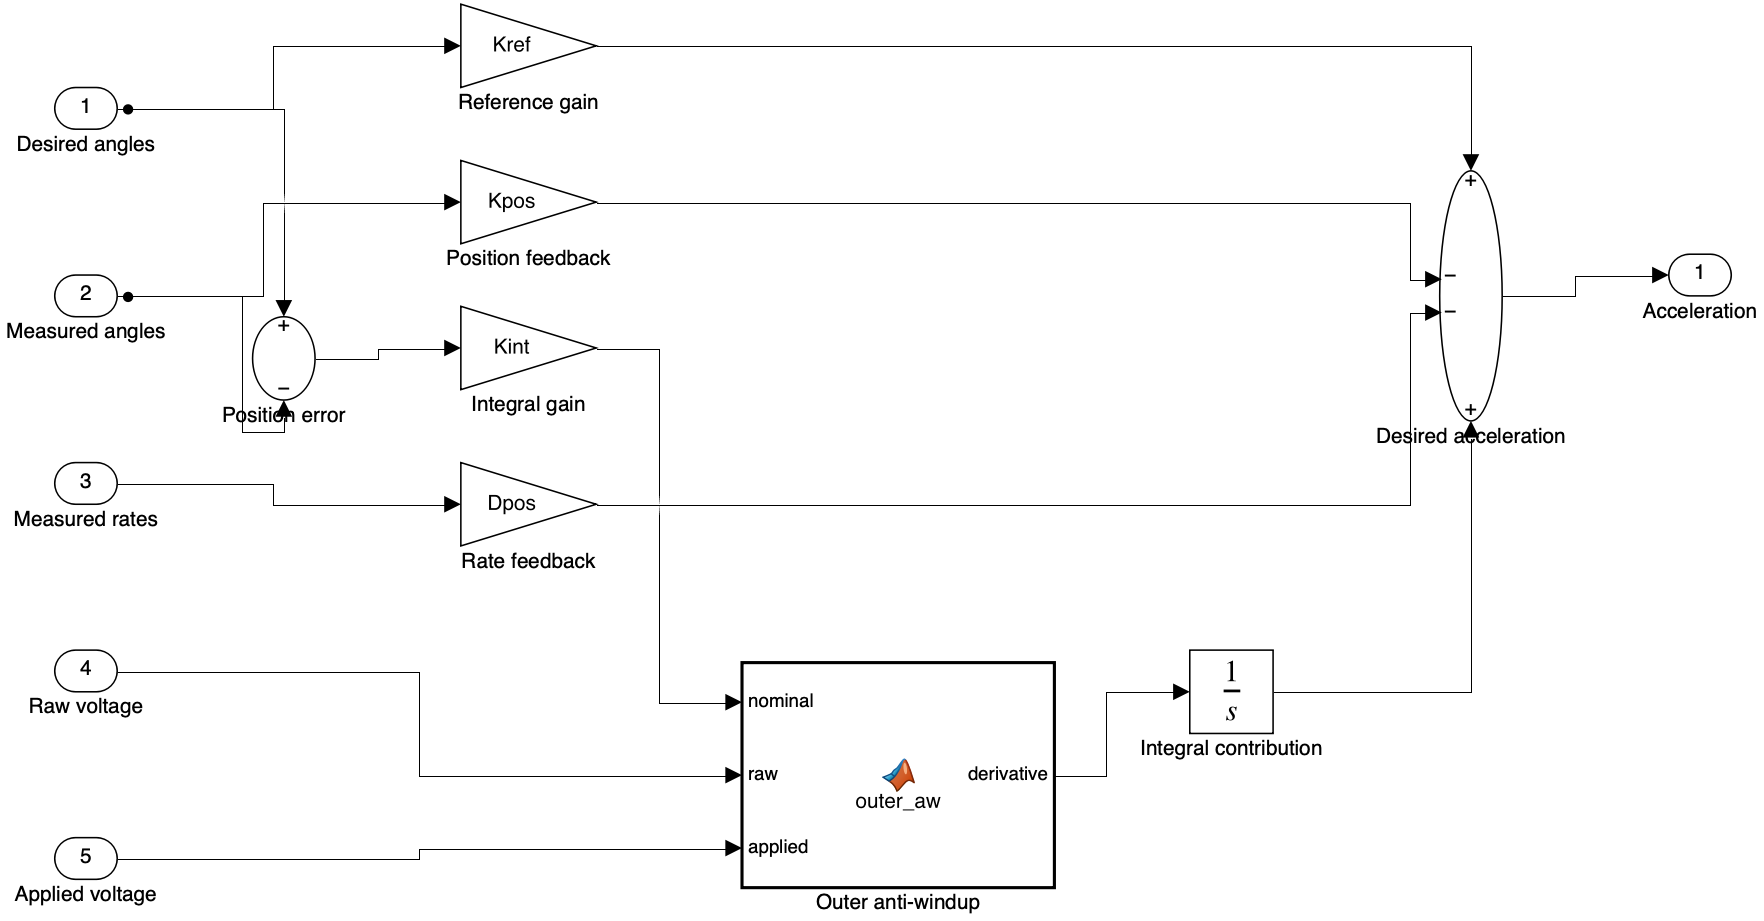 Kref
Reference gain
1
Desired angles
Kpos
Position feedback
+
−
−
+
Desired acceleration
1
Acceleration
2
Measured angles
+
−
Position error
Kint
Integral gain
3
Measured rates
Dpos
Rate feedback
4
Raw voltage
nominal
raw
applied
outer_aw
derivative
Outer anti-windup
1
s
Integral contribution
5
Applied voltage